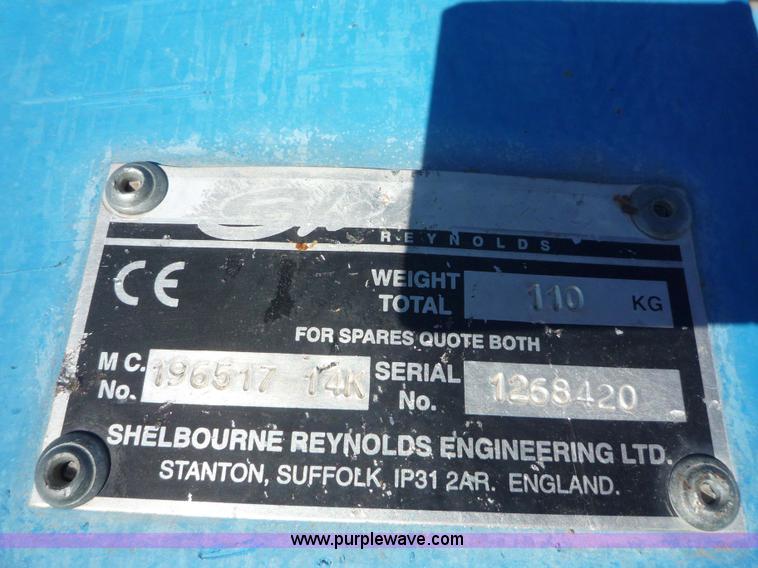 REYNOLDS
CE
WEIGHT TOTAL 110 KG
FOR SPARES QUOTE BOTH
M C. No. 196517 14K SERIAL No. 1268420
SHELBOURNE REYNOLDS ENGINEERING LTD.
STANTON, SUFFOLK, IP31 2AR. ENGLAND.
www.purplewave.com